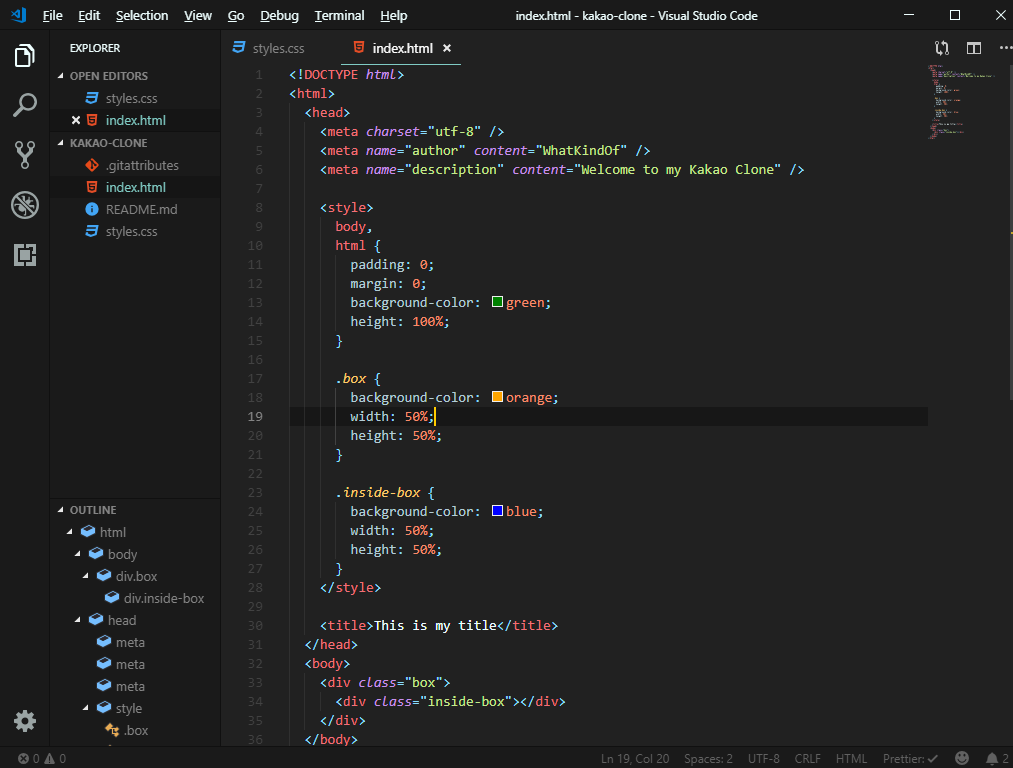 File Edit Selection View Go Debug Terminal Help index.html - kakao-clone - Visual Studio Code
EXPLORER
OPEN EDITORS
styles.css
index.html
KAKAO-CLONE
.gitattributes
index.html
README.md
styles.css
OUTLINE
html
body
div.box
div.inside-box
head
meta
meta
meta
style
.box
styles.css index.html
1 <!DOCTYPE html>
2 <html>
3 <head>
4 <meta charset="utf-8" />
5 <meta name="author" content="WhatKindOf" />
6 <meta name="description" content="Welcome to my Kakao Clone" />
7
8 <style>
9 body,
10 html {
11 padding: 0;
12 margin: 0;
13 background-color: green;
14 height: 100%;
15 }
16
17 .box {
18 background-color: orange;
19 width: 50%;
20 height: 50%;
21 }
22
23 .inside-box {
24 background-color: blue;
25 width: 50%;
26 height: 50%;
27 }
28 </style>
29
30 <title>This is my title</title>
31 </head>
32 <body>
33 <div class="box">
34 <div class="inside-box"></div>
35 </div>
36 </body>
0 0 Ln 19, Col 20 Spaces: 2 UTF-8 CRLF HTML Prettier: ✓ 2